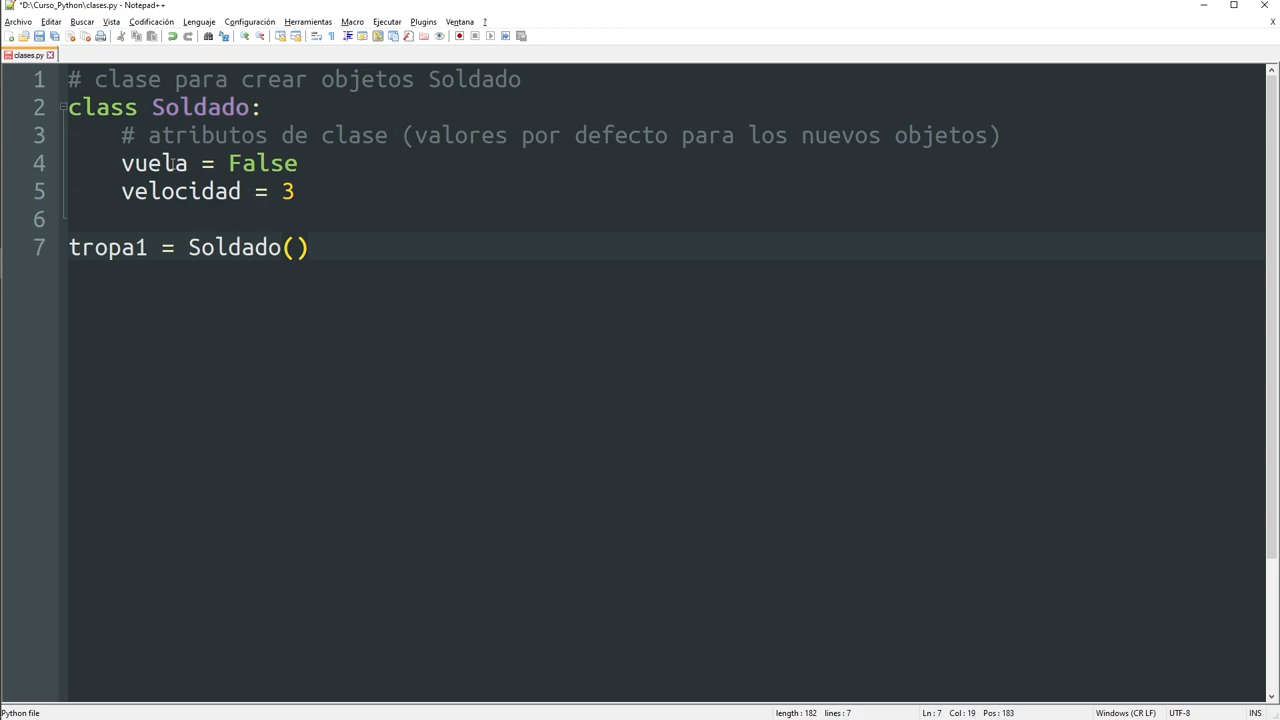 *D:\Curso_Python\clases.py - Notepad++
Archivo Editar Buscar Vista Codificación Lenguaje Configuración Herramientas Macro Ejecutar Plugins Ventana ? X
clases.py
1 # clase para crear objetos Soldado
2 class Soldado:
3 # atributos de clase (valores por defecto para los nuevos objetos)
4 vuela = False
5 velocidad = 3
6
7 tropa1 = Soldado()
Python file length : 182 lines : 7 Ln : 7 Col : 19 Pos : 183 Windows (CR LF) UTF-8 INS